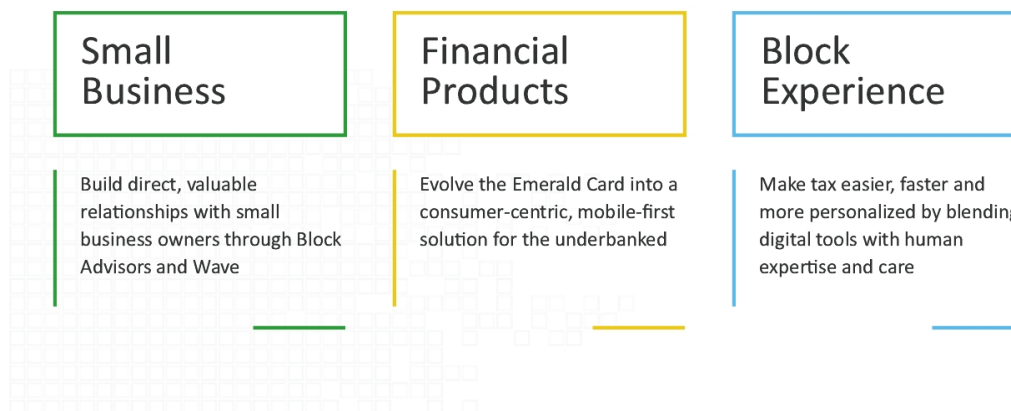 Small
Business
Financial
Products
Block
Experience
Build direct, valuable
relationships with small
business owners through Block
Advisors and Wave
Evolve the Emerald Card into a
consumer-centric, mobile-first
solution for the underbanked
Make tax easier, faster and
more personalized by blending
digital tools with human
expertise and care